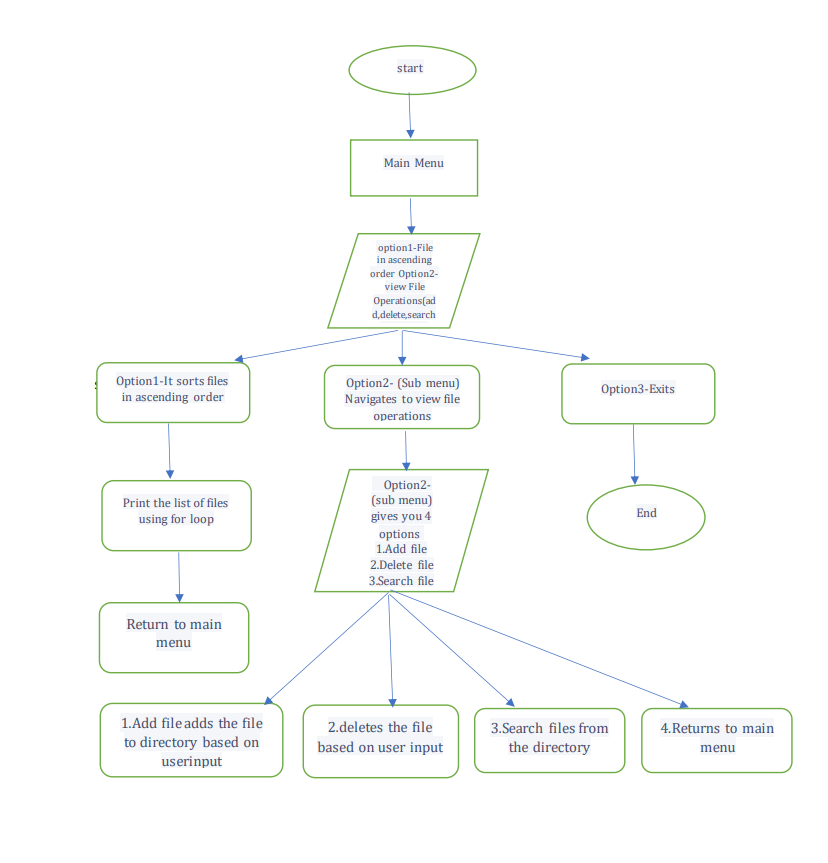 start
Main Menu
option1-File
in ascending
order Option2-
view File
Operations(ad
d,delete,search
Option1-It sorts files
in ascending order
Option2- (Sub menu)
Navigates to view file
operations
Option3-Exits
Print the list of files
using for loop
Option2-
(sub menu)
gives you 4
options
1.Add file
2.Delete file
3.Search file
End
Return to main
menu
1.Add file adds the file
to directory based on
userinput
2.deletes the file
based on user input
3.Search files from
the directory
4.Returns to main
menu